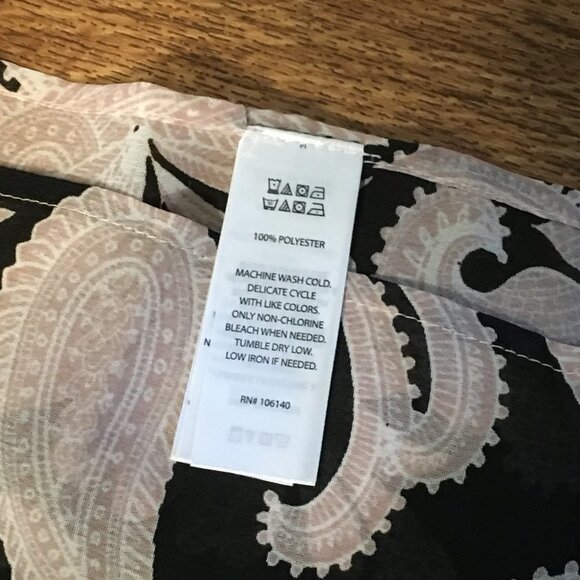 100% POLYESTER
MACHINE WASH COLD.
DELICATE CYCLE
WITH LIKE COLORS.
ONLY NON-CHLORINE
BLEACH WHEN NEEDED.
TUMBLE DRY LOW.
LOW IRON IF NEEDED.
N
RN# 106140